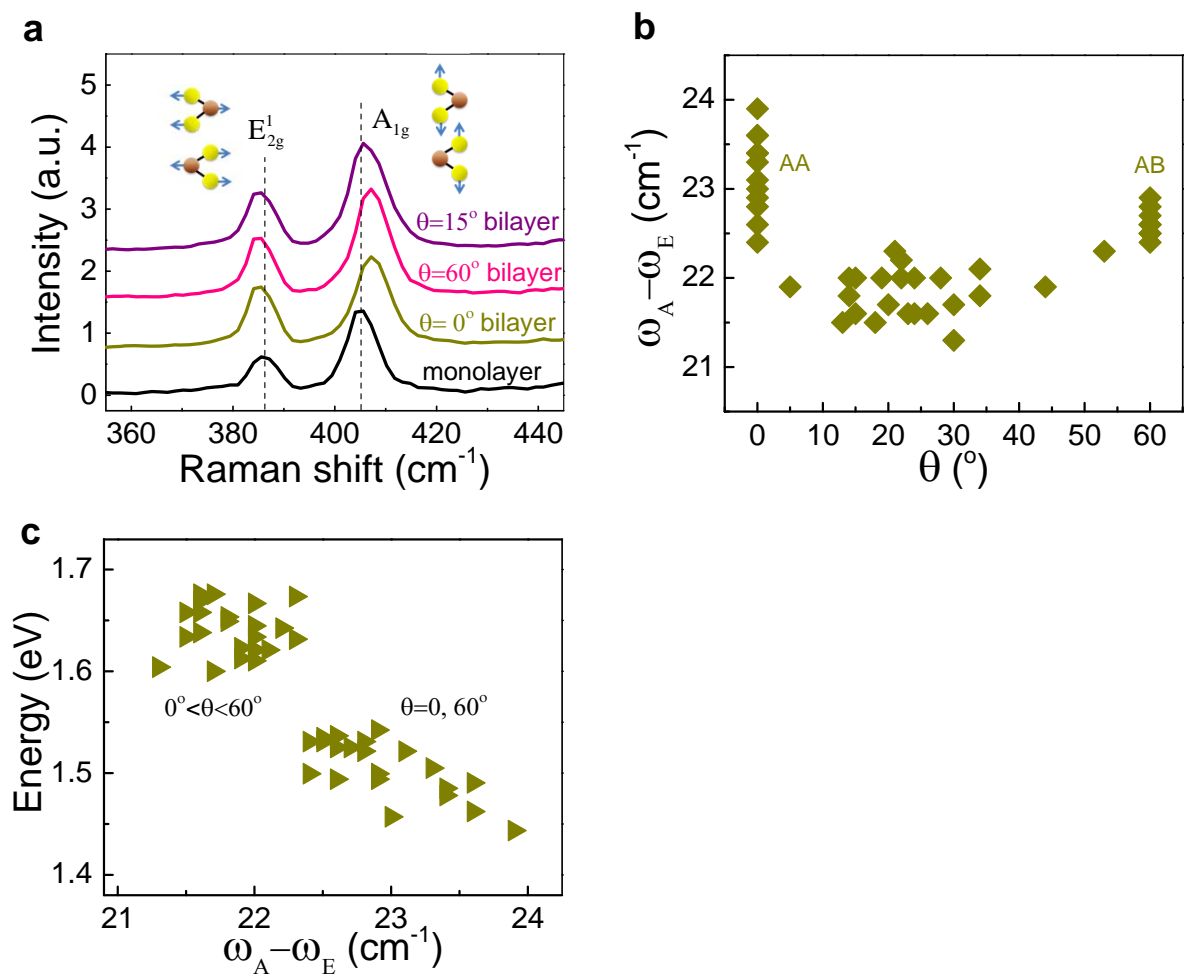 a
Intensity (a.u.)
5
4
3
2
1
0
E¹2g
A1g
θ=15° bilayer
θ=60° bilayer
θ= 0° bilayer
monolayer
360 380 400 420 440
Raman shift (cm⁻¹)
b
ωA−ωE (cm⁻¹)
24
23
22
21
AA
AB
0 10 20 30 40 50 60
θ (°)
c
Energy (eV)
1.7
1.6
1.5
1.4
0°<θ<60°
θ=0, 60°
21 22 23 24
ωA−ωE (cm⁻¹)